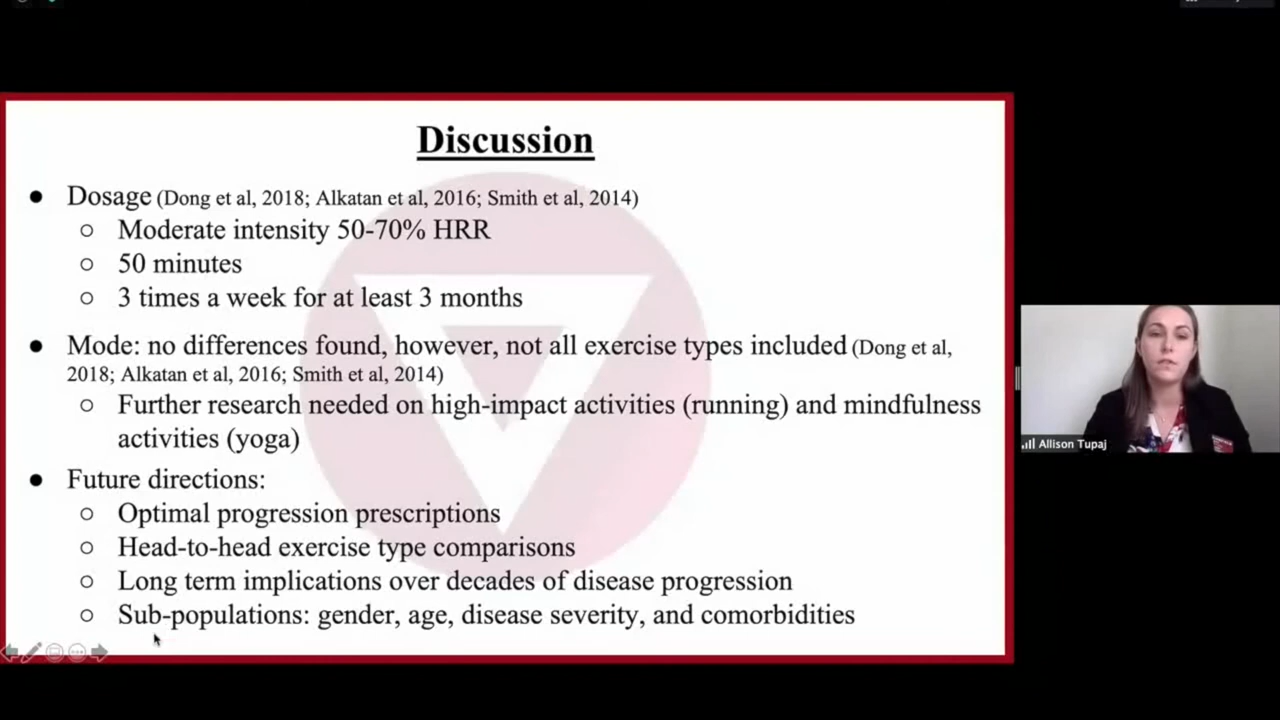 Discussion
● Dosage (Dong et al, 2018; Alkatan et al, 2016; Smith et al, 2014)
○ Moderate intensity 50-70% HRR
○ 50 minutes
○ 3 times a week for at least 3 months
● Mode: no differences found, however, not all exercise types included (Dong et al,
2018; Alkatan et al, 2016; Smith et al, 2014)
○ Further research needed on high-impact activities (running) and mindfulness
activities (yoga)
● Future directions:
○ Optimal progression prescriptions
○ Head-to-head exercise type comparisons
○ Long term implications over decades of disease progression
○ Sub-populations: gender, age, disease severity, and comorbidities
Allison Tupaj